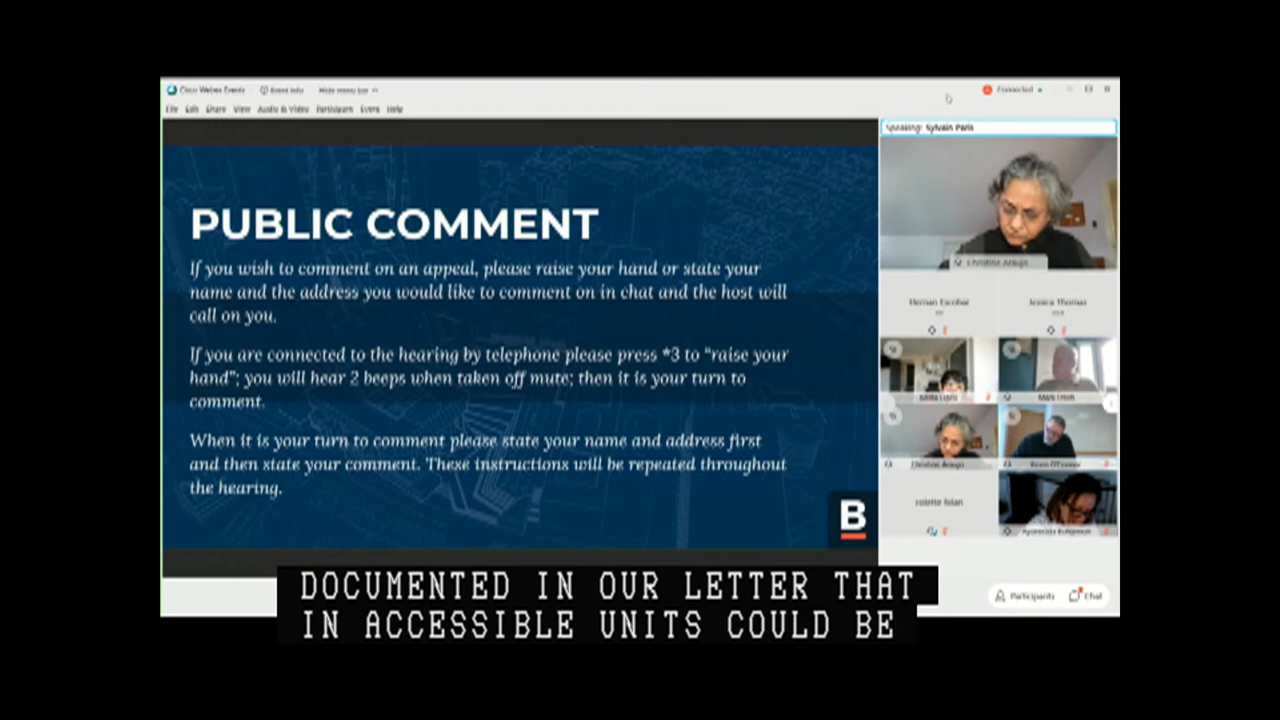 Cisco Webex Events Event Info Hide menu bar Connected
File Edit Share View Audio & Video Participant Event Help
Speaking: Sylvain Paris
PUBLIC COMMENT
If you wish to comment on an appeal, please raise your hand or state your
name and the address you would like to comment on in chat and the host will
call on you.
If you are connected to the hearing by telephone please press *3 to "raise your
hand"; you will hear 2 beeps when taken off mute; then it is your turn to
comment.
When it is your turn to comment please state your name and address first
and then state your comment. These instructions will be repeated throughout
the hearing.
B
Christine Araujo
Hernan Escobar
Jessica Thomas
Christine Araujo
Kevin O'Connor
Participants
Chat
DOCUMENTED IN OUR LETTER THAT
IN ACCESSIBLE UNITS COULD BE